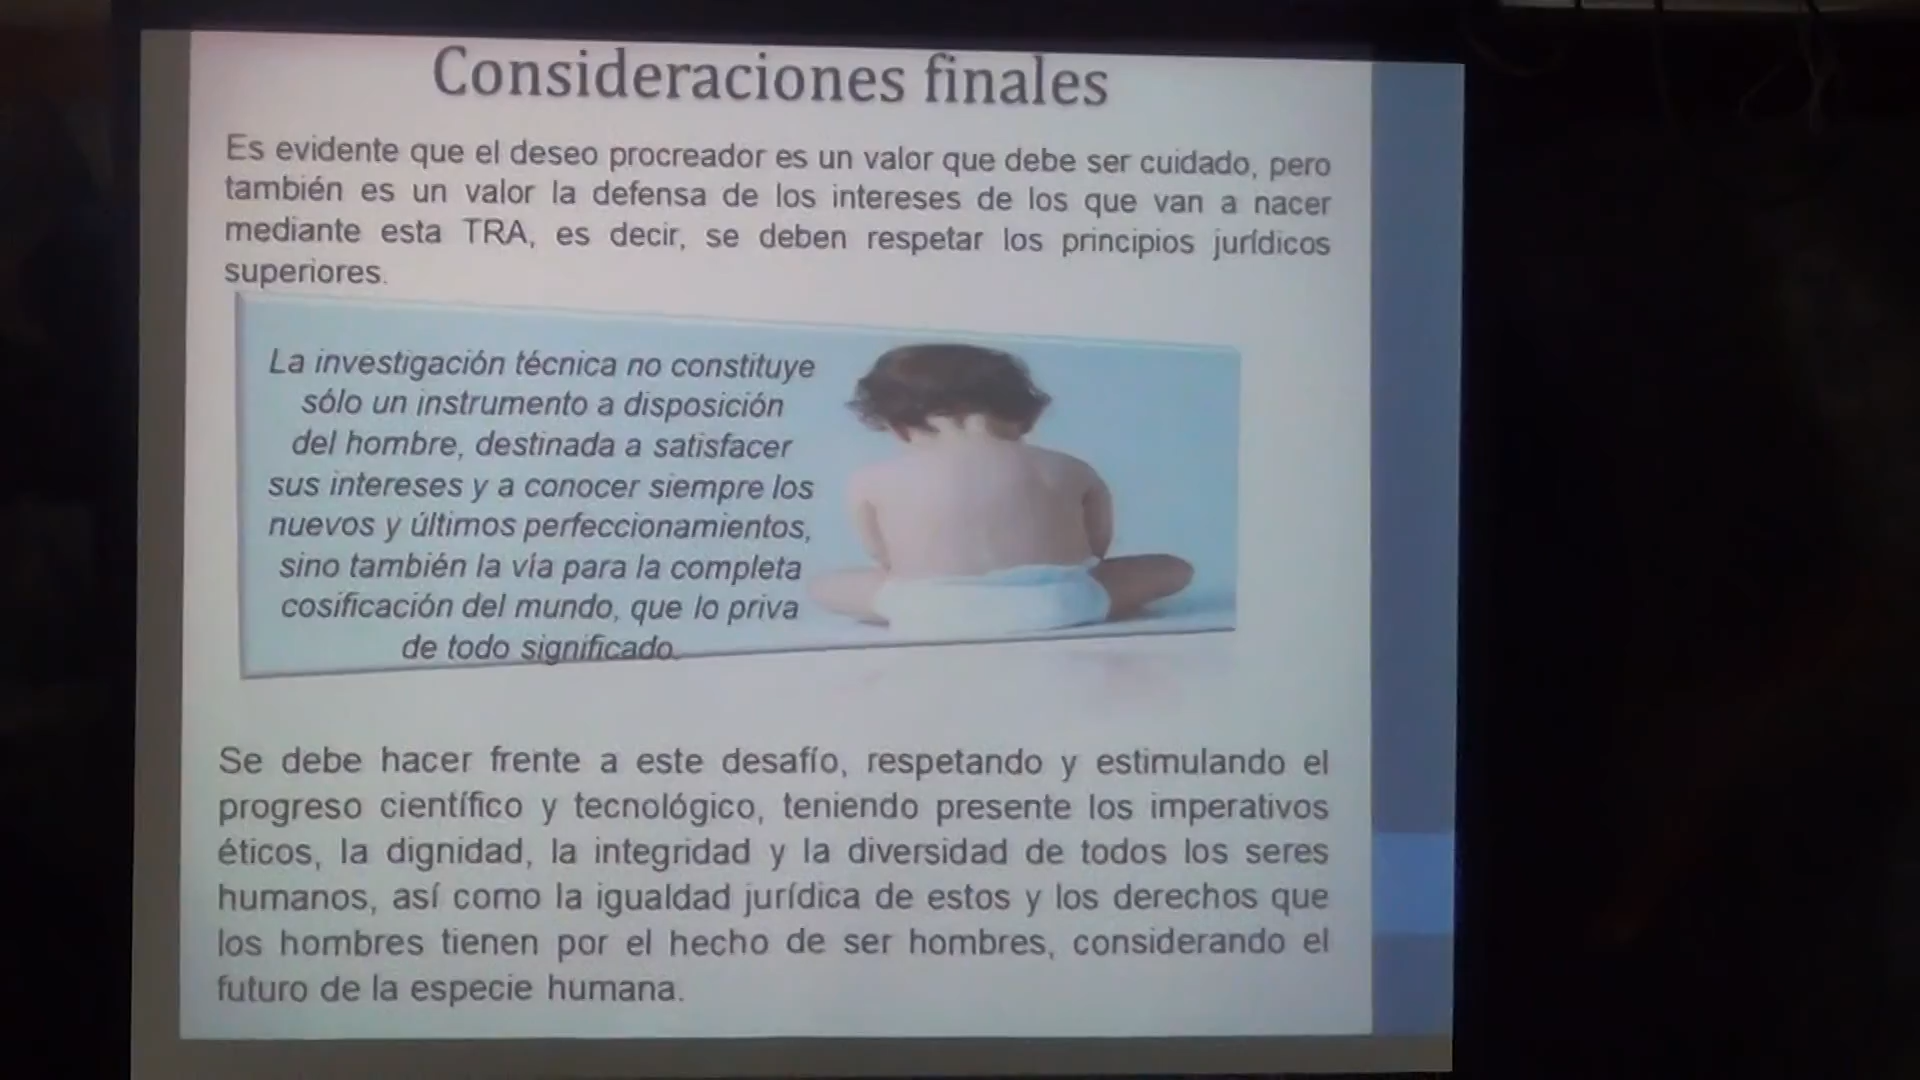 Consideraciones finales
Es evidente que el deseo procreador es un valor que debe ser cuidado, pero
también es un valor la defensa de los intereses de los que van a nacer
mediante esta TRA, es decir, se deben respetar los principios jurídicos
superiores.
La investigación técnica no constituye
sólo un instrumento a disposición
del hombre, destinada a satisfacer
sus intereses y a conocer siempre los
nuevos y últimos perfeccionamientos,
sino también la vía para la completa
cosificación del mundo, que lo priva
de todo significado.
Se debe hacer frente a este desafío, respetando y estimulando el
progreso científico y tecnológico, teniendo presente los imperativos
éticos, la dignidad, la integridad y la diversidad de todos los seres
humanos, así como la igualdad jurídica de estos y los derechos que
los hombres tienen por el hecho de ser hombres, considerando el
futuro de la especie humana.